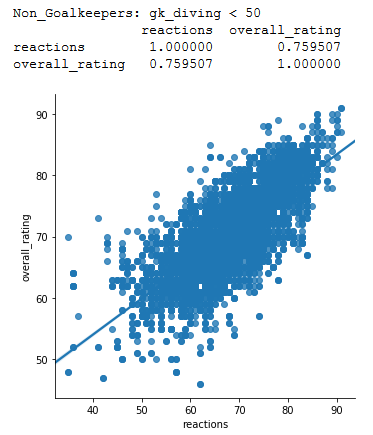 Non_Goalkeepers: gk_diving < 50
reactions overall_rating
reactions 1.000000 0.759507
overall_rating 0.759507 1.000000
90
80
70
60
50
overall_rating
40 50 60 70 80 90
reactions